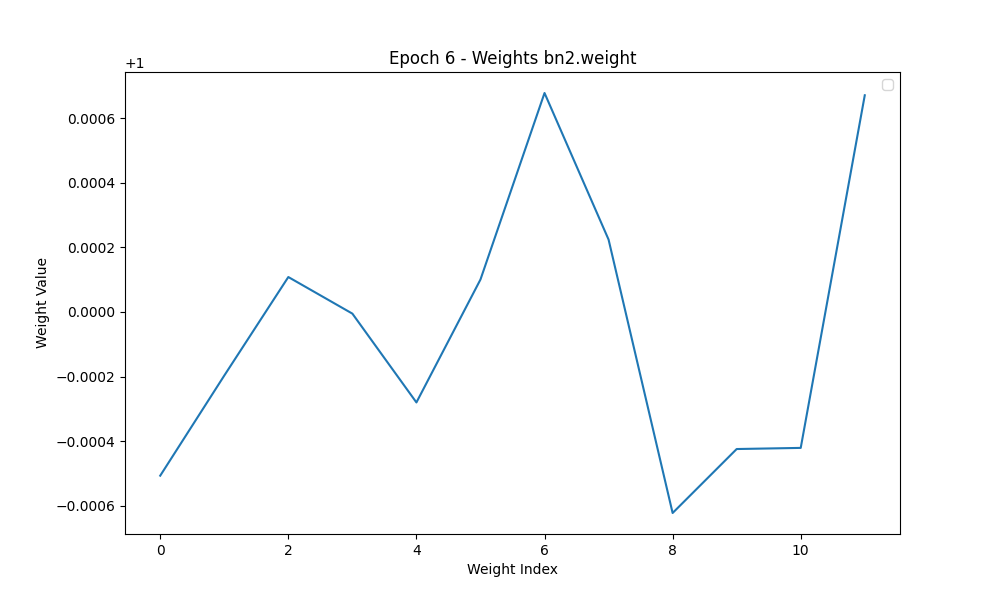 Epoch 6 - Weights bn2.weight
+1
0.0006
0.0004
0.0002
0.0000
−0.0002
−0.0004
−0.0006
Weight Value
0 2 4 6 8 10
Weight Index